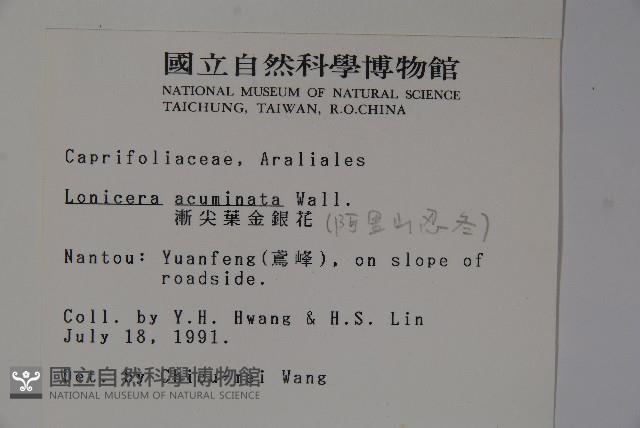 國立自然科學博物館
NATIONAL MUSEUM OF NATURAL SCIENCE
TAICHUNG, TAIWAN, R.O.CHINA
Caprifoliaceae, Araliales
Lonicera acuminata Wall.
漸尖葉金銀花 (阿里山忍冬)
Nantou: Yuanfeng(鳶峰), on slope of
roadside.
Coll. by Y.H. Hwang & H.S. Lin
July 18, 1991.
Det. by Wang
國立自然科學博物館
NATIONAL MUSEUM OF NATURAL SCIENCE